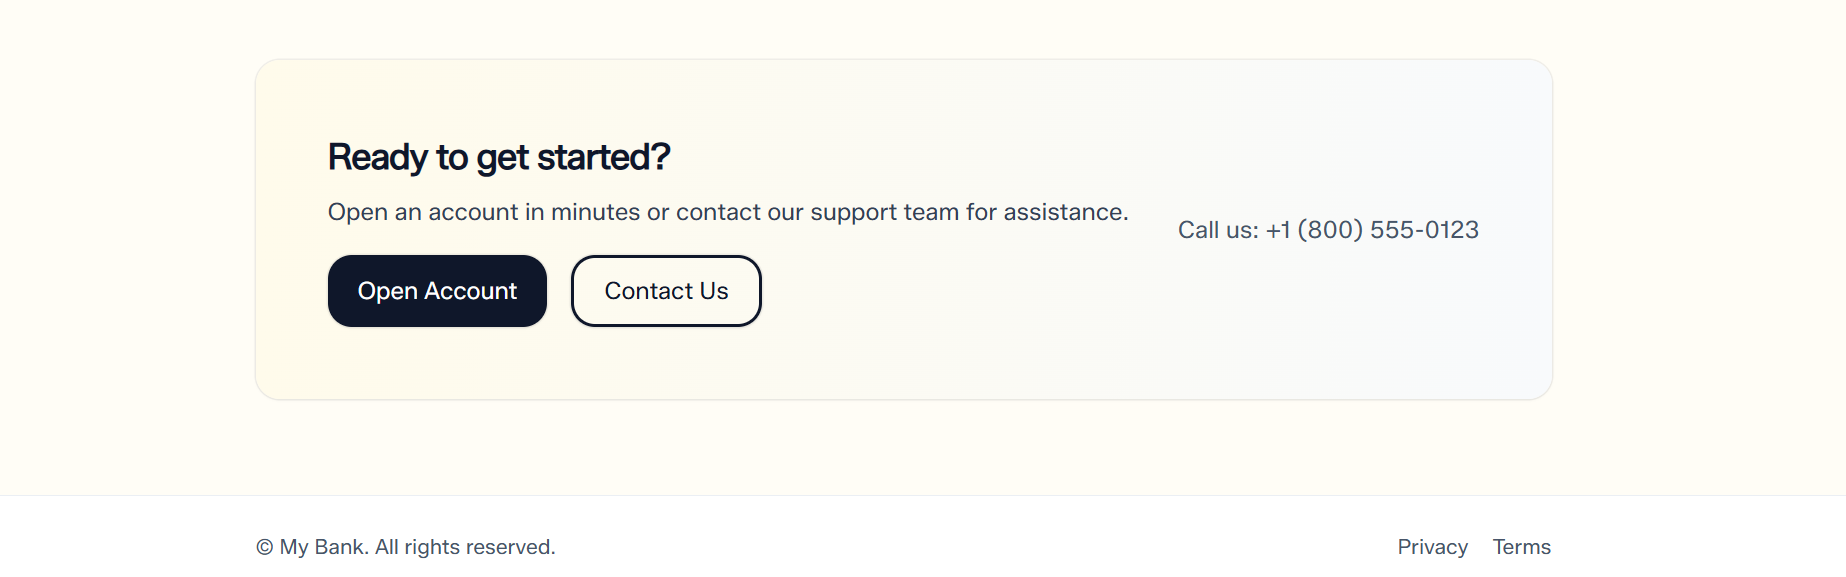 Ready to get started?
Open an account in minutes or contact our support team for assistance.
Call us: +1 (800) 555-0123
Open Account
Contact Us
© My Bank. All rights reserved.
Privacy
Terms